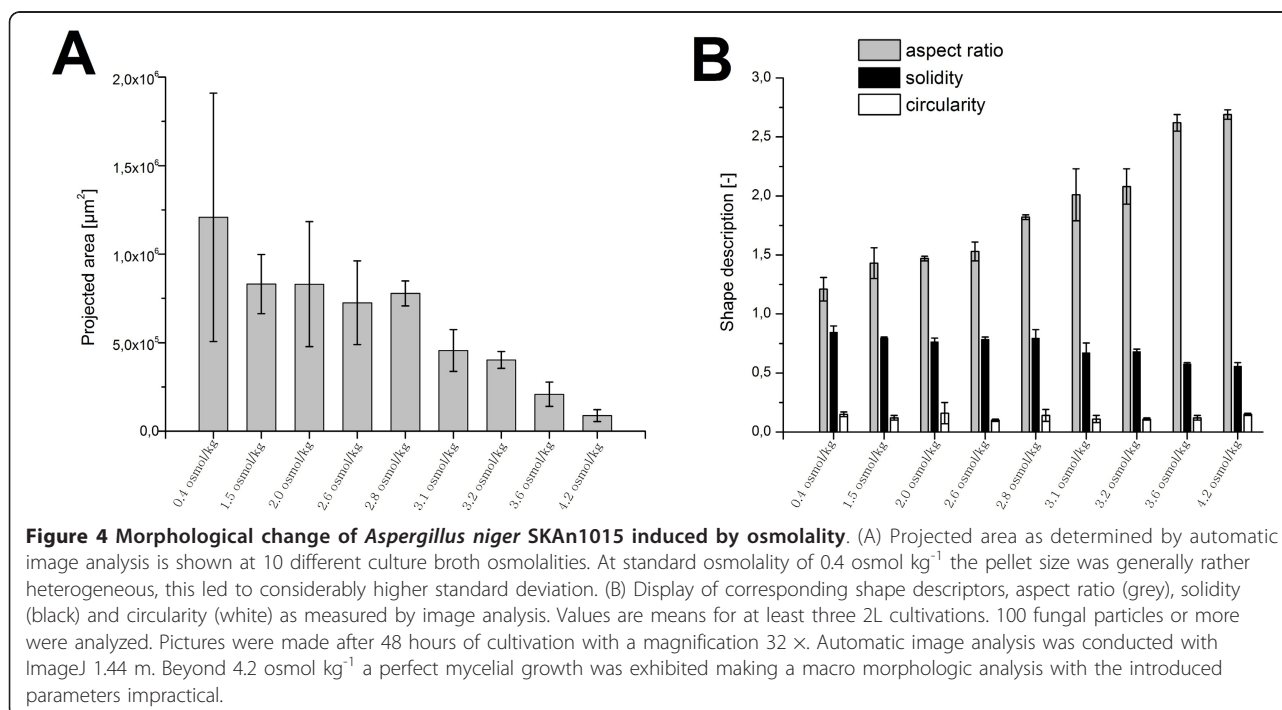 A
2,0x10⁶
1,5x10⁶
1,0x10⁶
5,0x10⁵
0,0
Projected area [µm²]
0.4 osmol/kg
1.5 osmol/kg
2.0 osmol/kg
2.6 osmol/kg
2.8 osmol/kg
3.1 osmol/kg
3.2 osmol/kg
3.6 osmol/kg
4.2 osmol/kg
B
aspect ratio
solidity
circularity
3,0
2,5
2,0
1,5
1,0
0,5
0,0
Shape description [-]
0.4 osmol/kg
1.5 osmol/kg
2.0 osmol/kg
2.6 osmol/kg
2.8 osmol/kg
3.1 osmol/kg
3.2 osmol/kg
3.6 osmol/kg
4.2 osmol/kg
Figure 4 Morphological change of Aspergillus niger SKAn1015 induced by osmolality. (A) Projected area as determined by automatic
image analysis is shown at 10 different culture broth osmolalities. At standard osmolality of 0.4 osmol kg⁻¹ the pellet size was generally rather
heterogeneous, this led to considerably higher standard deviation. (B) Display of corresponding shape descriptors, aspect ratio (grey), solidity
(black) and circularity (white) as measured by image analysis. Values are means for at least three 2L cultivations. 100 fungal particles or more
were analyzed. Pictures were made after 48 hours of cultivation with a magnification 32 ×. Automatic image analysis was conducted with
ImageJ 1.44 m. Beyond 4.2 osmol kg⁻¹ a perfect mycelial growth was exhibited making a macro morphologic analysis with the introduced
parameters impractical.